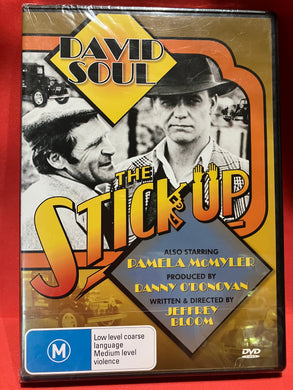 DAVID
SOUL
THE
STICK UP
ALSO STARRING
PAMELA McMYLER
PRODUCED BY
DANNY O'DONOVAN
WRITTEN & DIRECTED BY
JEFFREY
BLOOM
M
Low level coarse
language
Medium level
violence
DVD